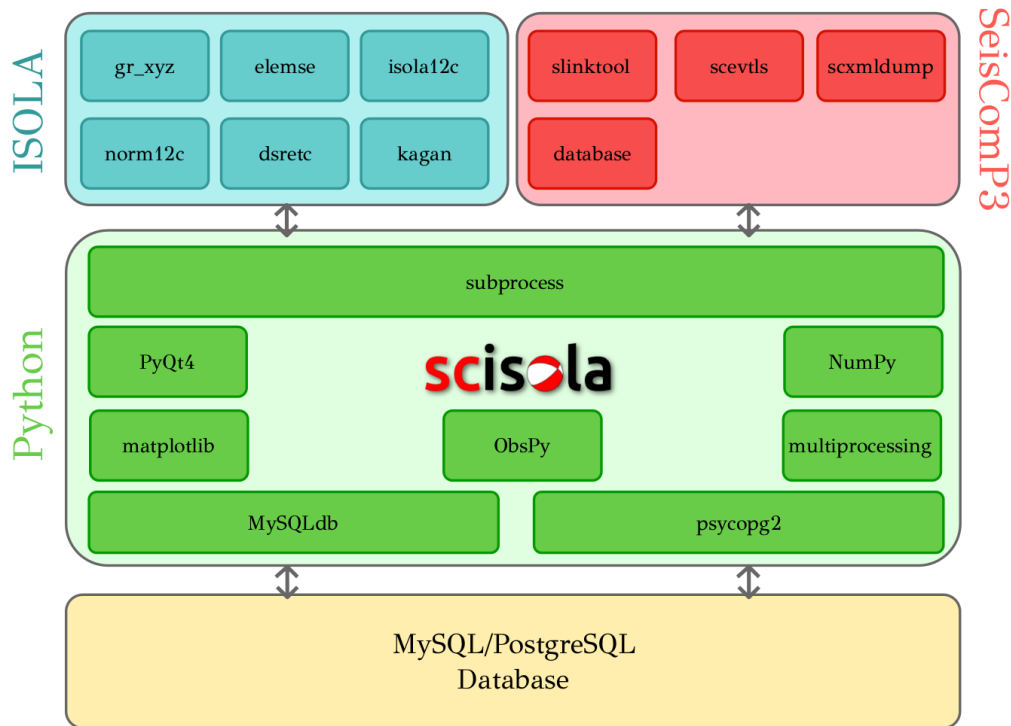 ISOLA
gr_xyz
elemse
isola12c
norm12c
dsretc
kagan
SeisComP3
slinktool
scevtls
scxmldump
database
Python
subprocess
PyQt4
scisola
NumPy
matplotlib
ObsPy
multiprocessing
MySQLdb
psycopg2
MySQL/PostgreSQL
Database